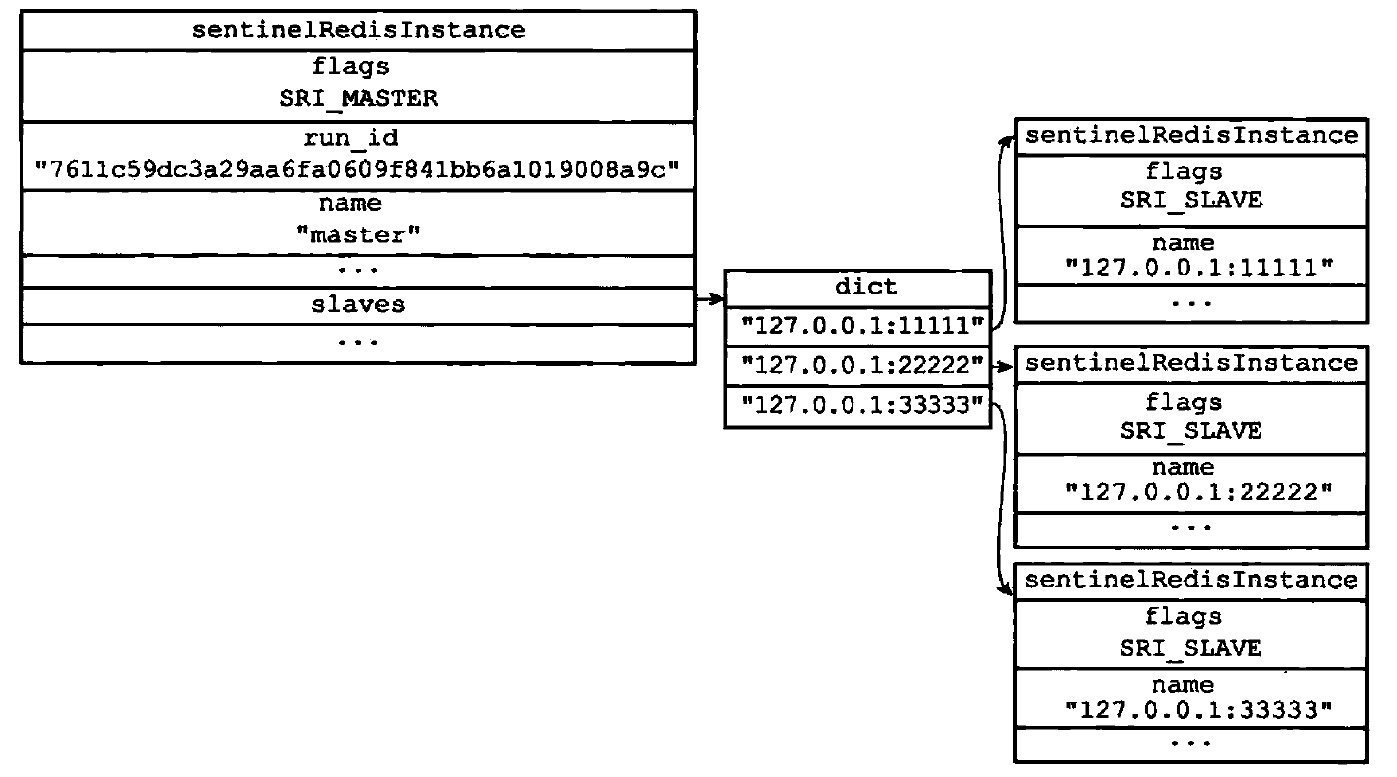 sentinelRedisInstance
flags
SRI_MASTER
run_id
"7611c59dc3a29aa6fa0609f841bb6a1019008a9c"
name
"master"
...
slaves
...
dict
"127.0.0.1:11111"
"127.0.0.1:22222"
"127.0.0.1:33333"
sentinelRedisInstance
flags
SRI_SLAVE
name
"127.0.0.1:11111"
...
sentinelRedisInstance
flags
SRI_SLAVE
name
"127.0.0.1:22222"
...
sentinelRedisInstance
flags
SRI_SLAVE
name
"127.0.0.1:33333"
...